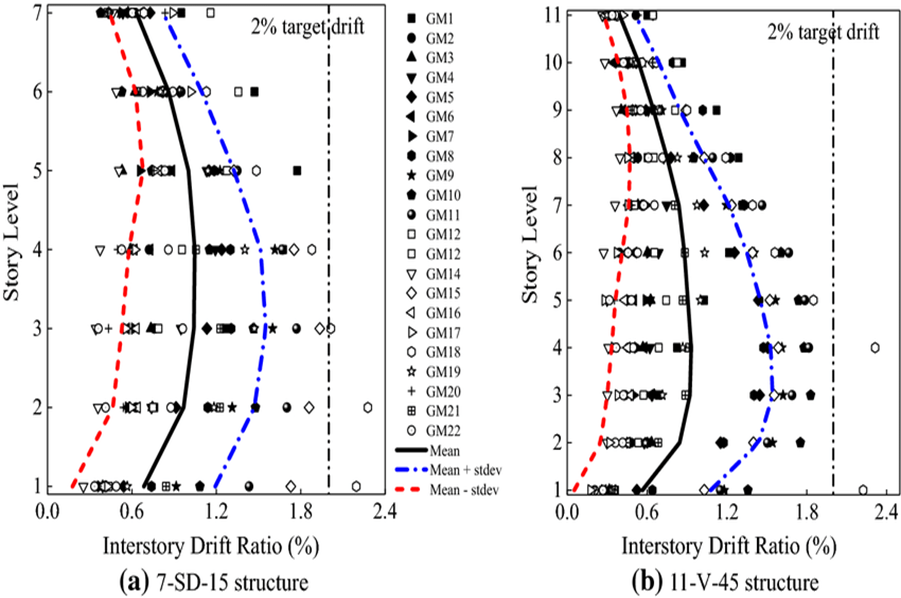 2% target drift
7
6
5
4
3
2
1
Story Level
0.0 0.6 1.2 1.8 2.4
Interstory Drift Ratio (%)
(a) 7-SD-15 structure
GM1
GM2
GM3
GM4
GM5
GM6
GM7
GM8
GM9
GM10
GM11
GM12
GM12
GM14
GM15
GM16
GM17
GM18
GM19
GM20
GM21
GM22
Mean
Mean + stdev
Mean - stdev
2% target drift
11
10
9
8
7
6
5
4
3
2
1
Story Level
0.0 0.6 1.2 1.8 2.4
Interstory Drift Ratio (%)
(b) 11-V-45 structure